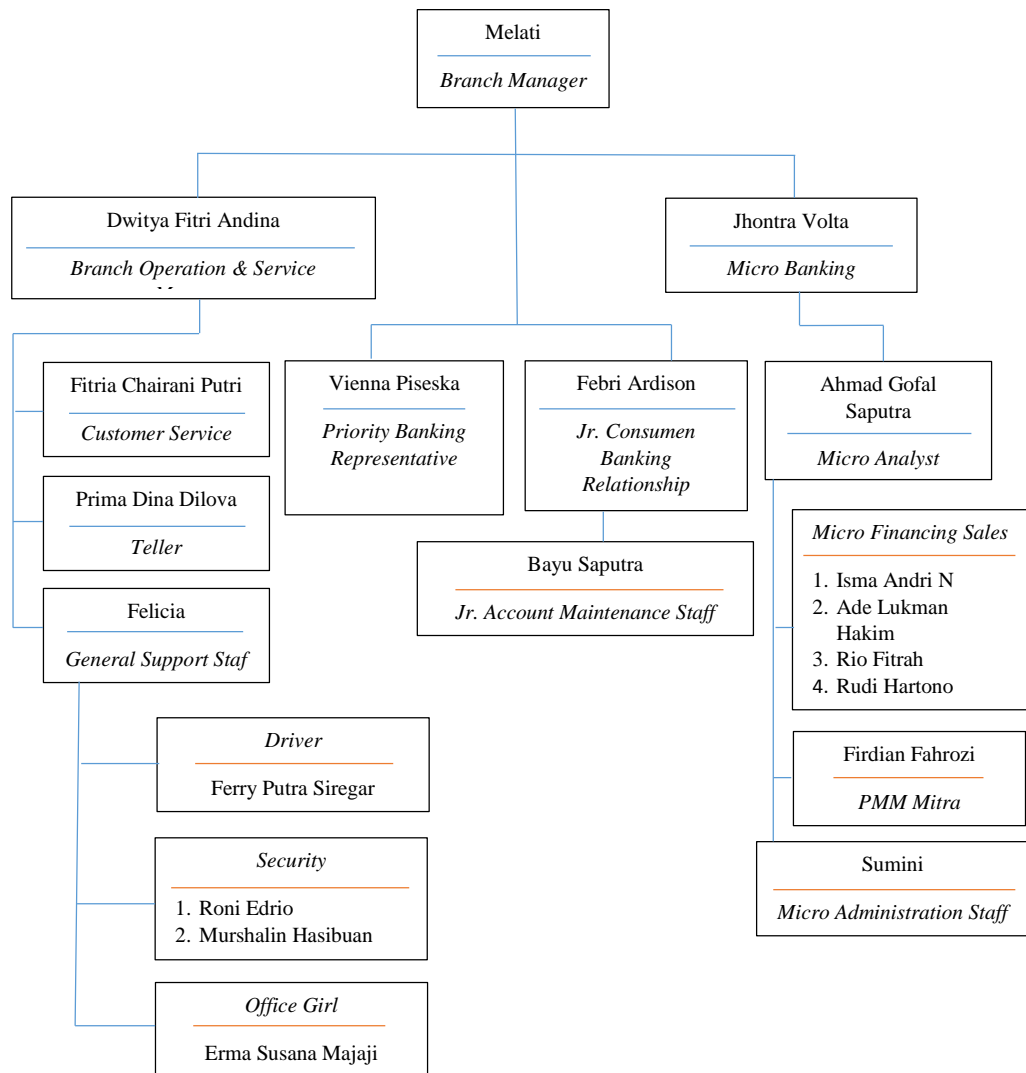 Melati
Branch Manager
Dwitya Fitri Andina
Branch Operation & Service
Jhontra Volta
Micro Banking
Fitria Chairani Putri
Customer Service
Prima Dina Dilova
Teller
Felicia
General Support Staf
Vienna Piseska
Priority Banking
Representative
Febri Ardison
Jr. Consumen
Banking
Relationship
Bayu Saputra
Jr. Account Maintenance Staff
Ahmad Gofal
Saputra
Micro Analyst
Micro Financing Sales
1. Isma Andri N
2. Ade Lukman
Hakim
3. Rio Fitrah
4. Rudi Hartono
Firdian Fahrozi
PMM Mitra
Sumini
Micro Administration Staff
Driver
Ferry Putra Siregar
Security
1. Roni Edrio
2. Murshalin Hasibuan
Office Girl
Erma Susana Majaji